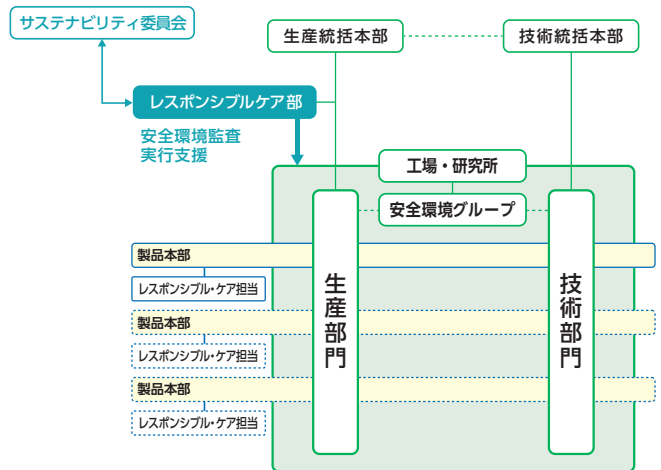 サステナビリティ委員会
生産統括本部
技術統括本部
レスポンシブルケア部
安全環境監査
実行支援
工場・研究所
安全環境グループ
製品本部
レスポンシブル・ケア担当
製品本部
レスポンシブル・ケア担当
製品本部
レスポンシブル・ケア担当
生産部門
技術部門